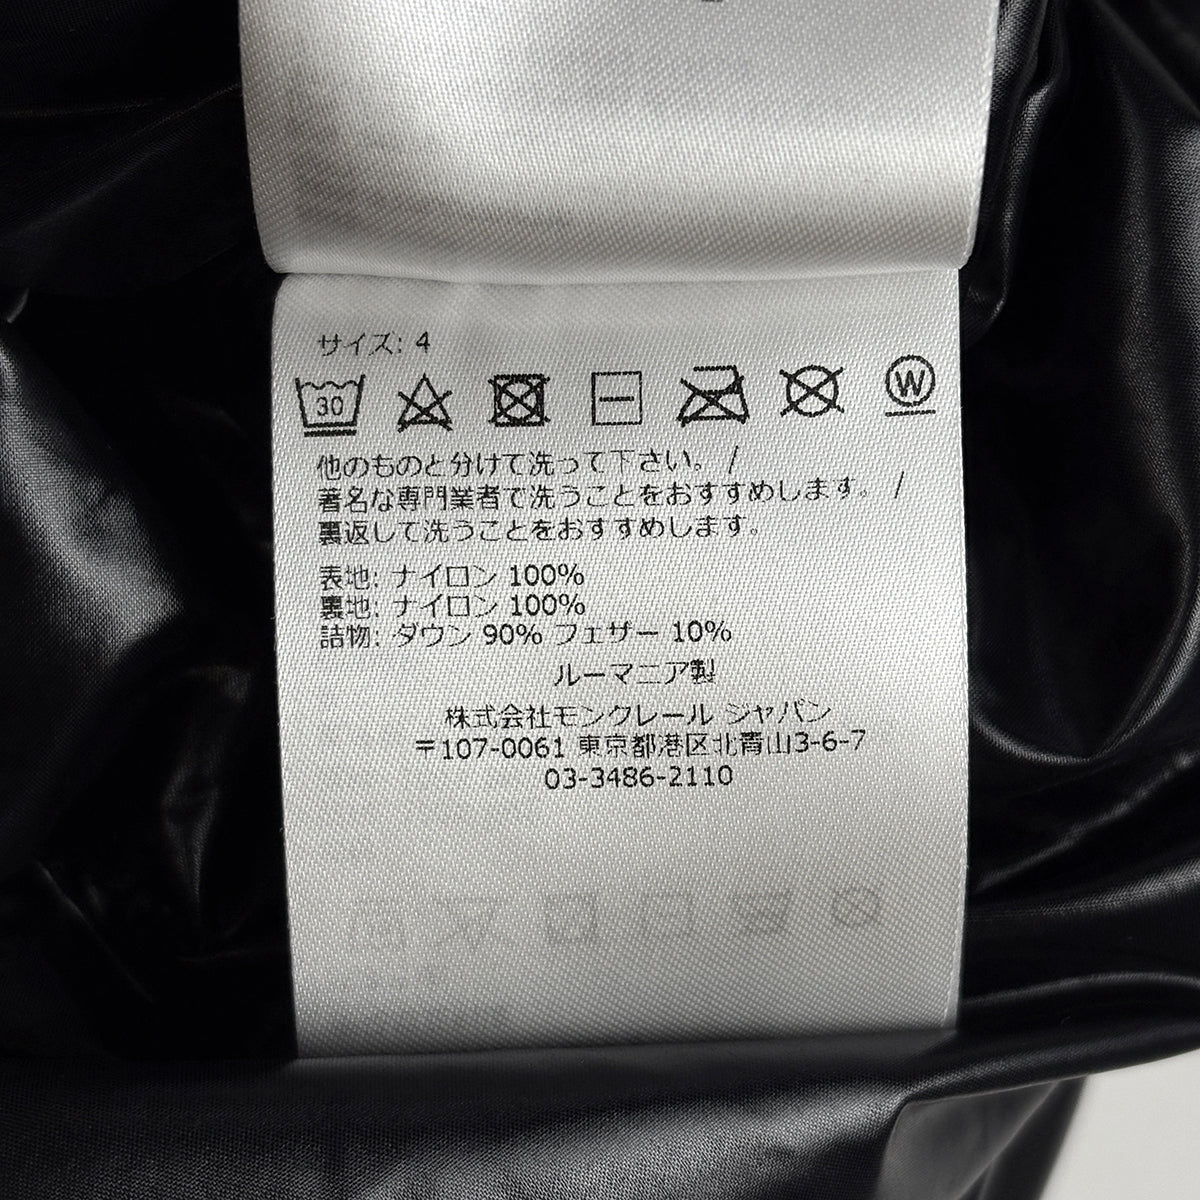 サイズ: 4
30 W
他のものと分けて洗って下さい。 /
著名な専門業者で洗うことをおすすめします。 /
裏返して洗うことをおすすめします。
表地: ナイロン 100%
裏地: ナイロン 100%
詰物: ダウン 90% フェザー 10%
ルーマニア製
株式会社モンクレール ジャパン
〒107-0061 東京都港区北青山3-6-7
03-3486-2110